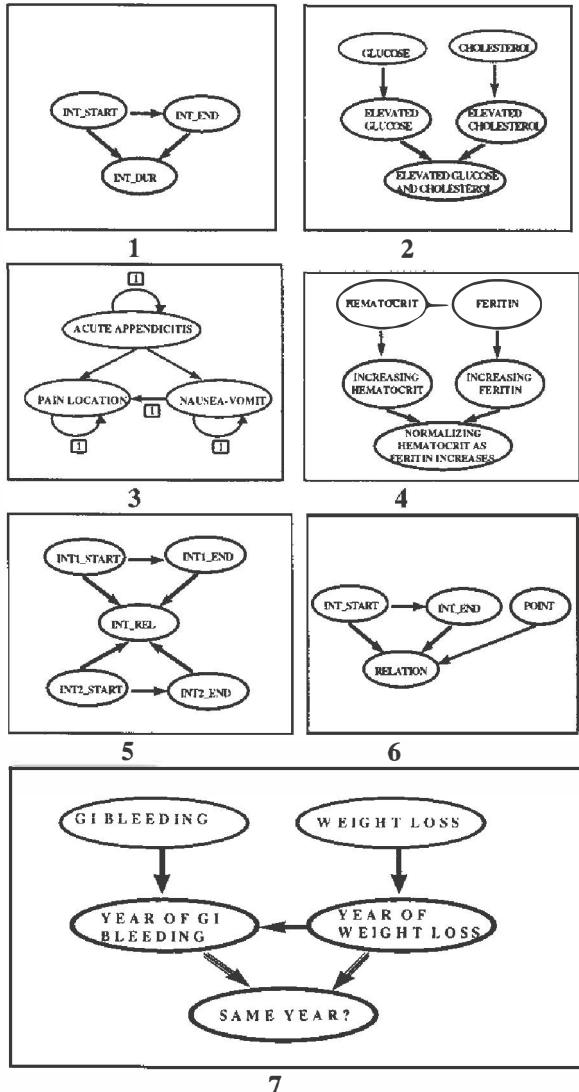 INT_START
INT_END
INT_DUR
1
GLUCOSE
CHOLESTEROL
ELEVATED
GLUCOSE
ELEVATED
CHOLESTEROL
ELEVATED GLUCOSE
AND CHOLESTEROL
2
1
ACUTE APPENDICITIS
PAIN LOCATION
1
NAUSEA-VOMIT
1
1
3
HEMATOCRIT
FERITIN
INCREASING
HEMATOCRIT
INCREASING
FERITIN
NORMALIZING
HEMATOCRIT AS
FERITIN INCREASES
4
INT1_START
INT1_END
INT_REL
INT2_START
INT2_END
5
INT_START
INT_END
POINT
RELATION
6
GI BLEEDING
WEIGHT LOSS
YEAR OF GI
BLEEDING
YEAR OF
WEIGHT LOSS
SAME YEAR?
7